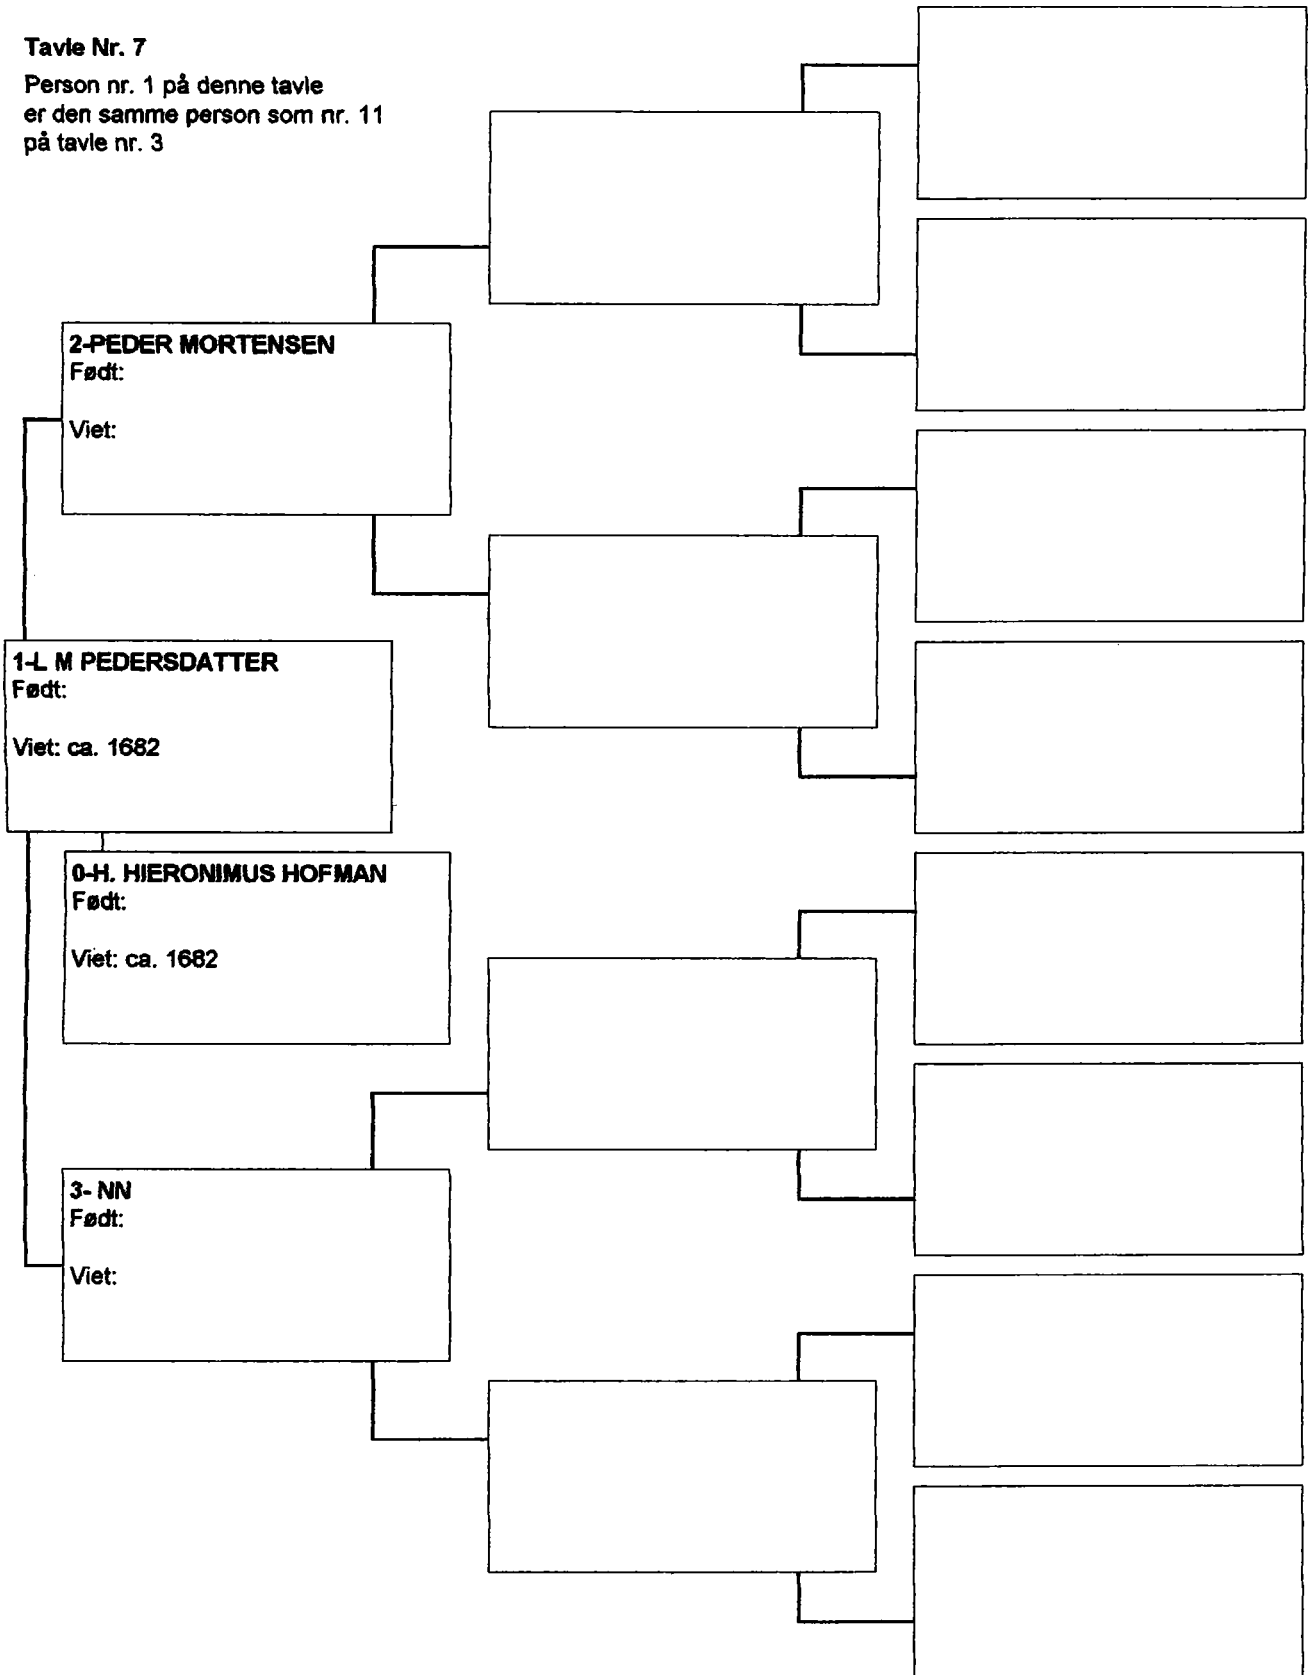 Tavle Nr. 7
Person nr. 1 på denne tavle
er den samme person som nr. 11
på tavle nr. 3
2-PEDER MORTENSEN
Født:
Viet:
1-L M PEDERSDATTER
Født:
Viet: ca. 1682
0-H. HIERONIMUS HOFMAN
Født:
Viet: ca. 1682
3- NN
Født:
Viet: